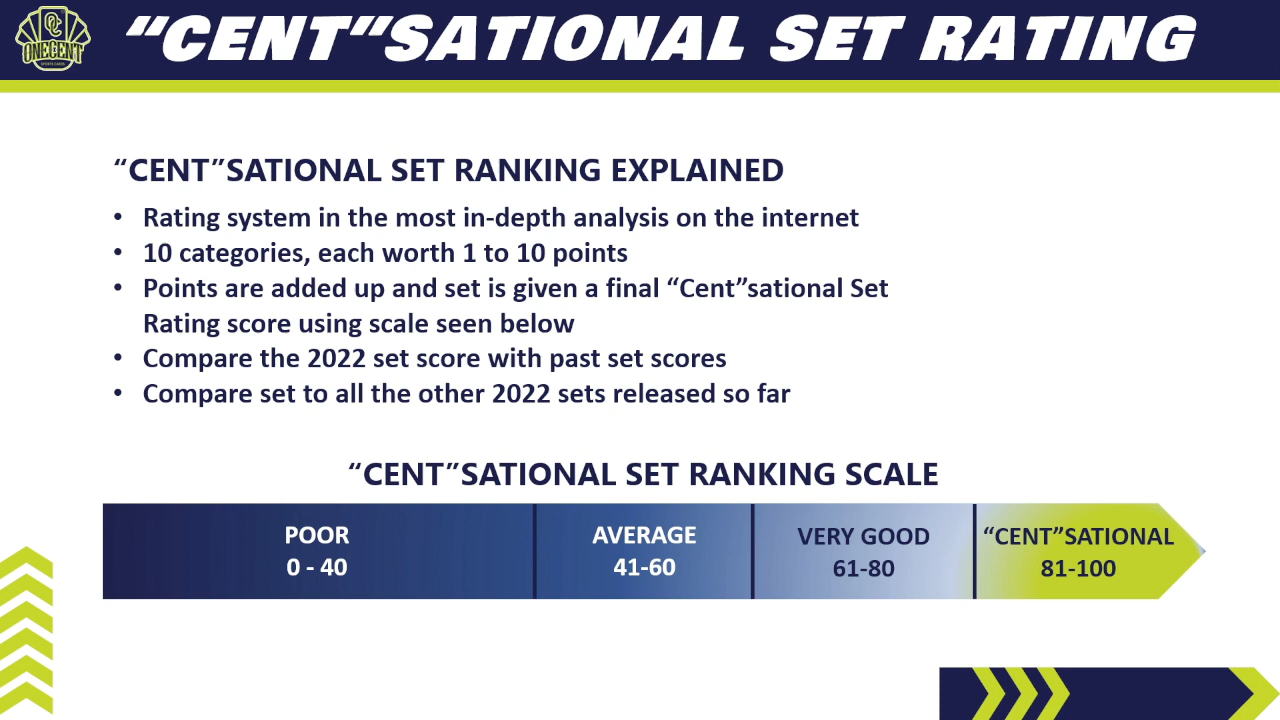 OC
ONECENT
SPORTS CARDS
“CENT”SATIONAL SET RATING
“CENT”SATIONAL SET RANKING EXPLAINED
• Rating system in the most in-depth analysis on the internet
• 10 categories, each worth 1 to 10 points
• Points are added up and set is given a final “Cent”sational Set
Rating score using scale seen below
• Compare the 2022 set score with past set scores
• Compare set to all the other 2022 sets released so far
“CENT”SATIONAL SET RANKING SCALE
POOR
0 - 40
AVERAGE
41-60
VERY GOOD
61-80
“CENT”SATIONAL
81-100